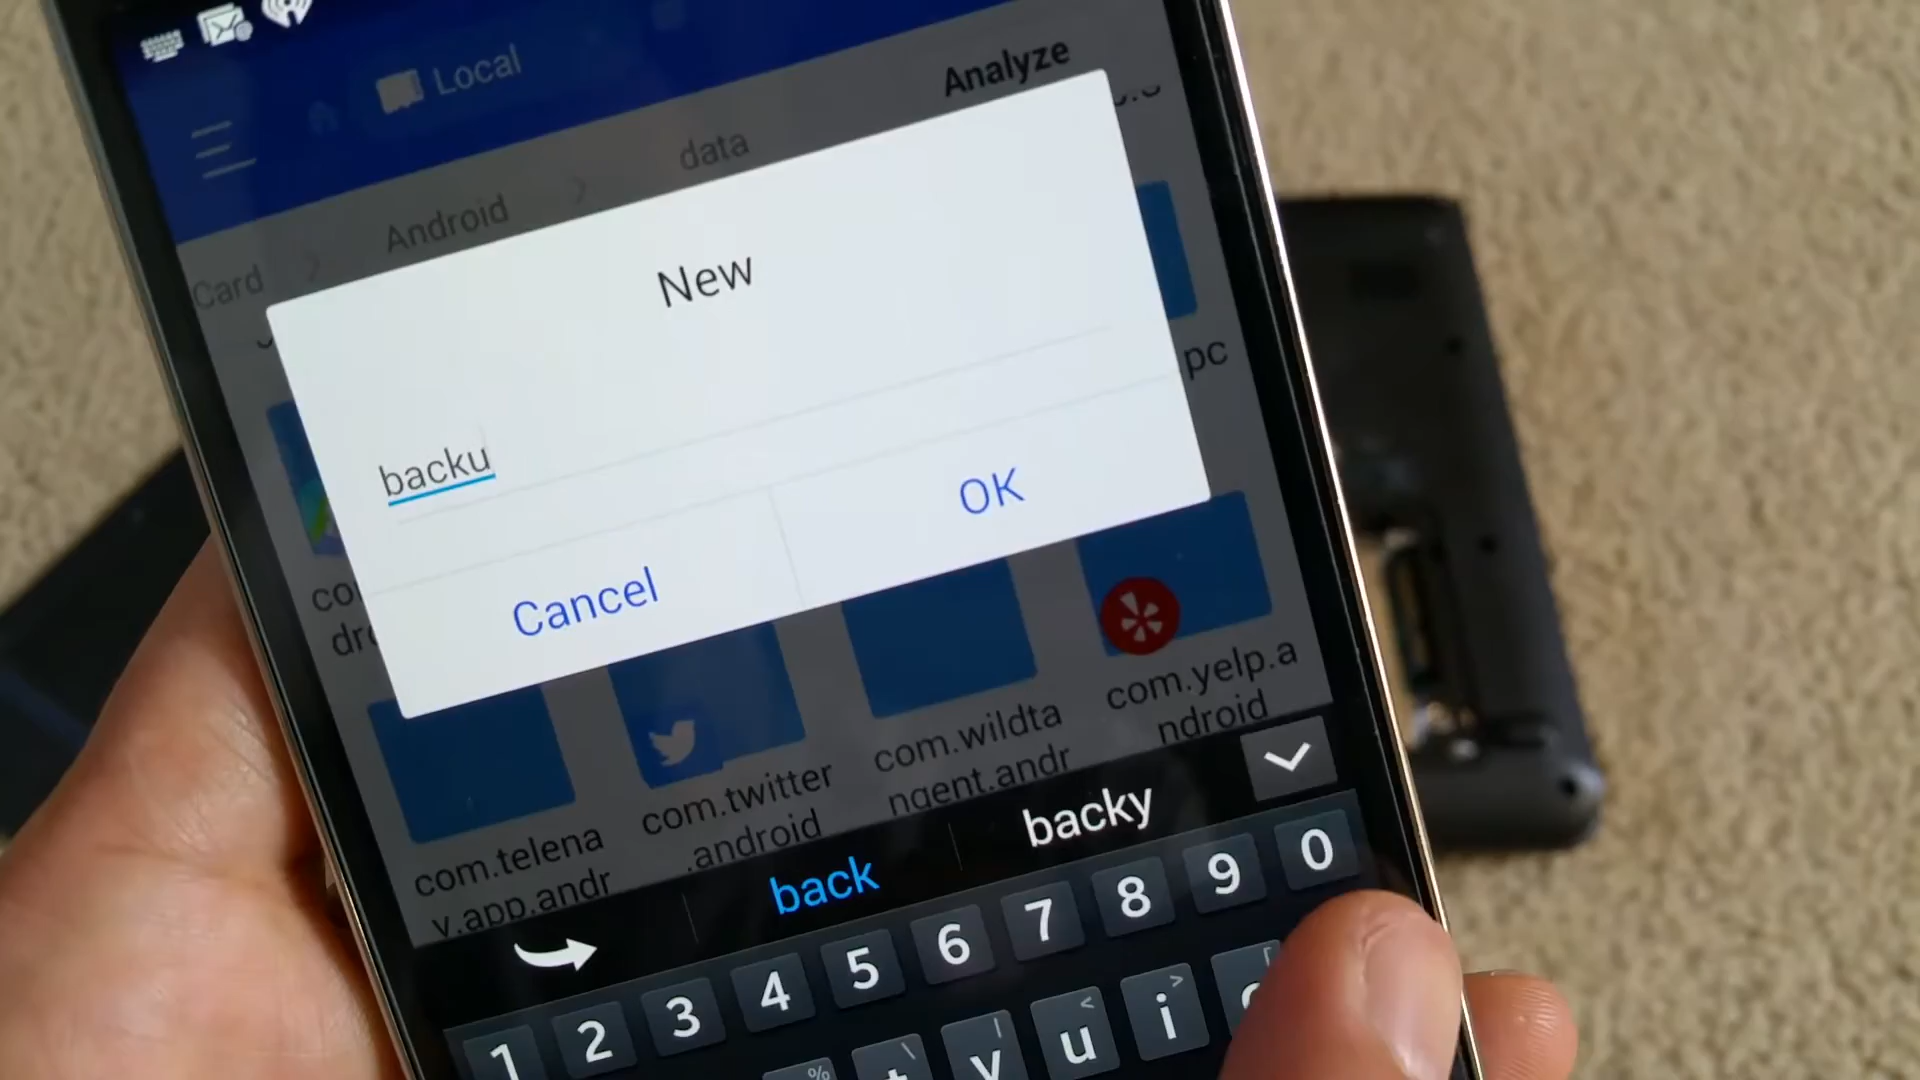 Local
Analyze
Card
Android
data
New
pc
backu
Cancel
OK
com.telena
v.app.andr
com.twitter
.android
com.wildta
ngent.andr
com.yelp.a
ndroid
back
backy
1 2 3 4 5 6 7 8 9 0
% \ | < > [
y u i